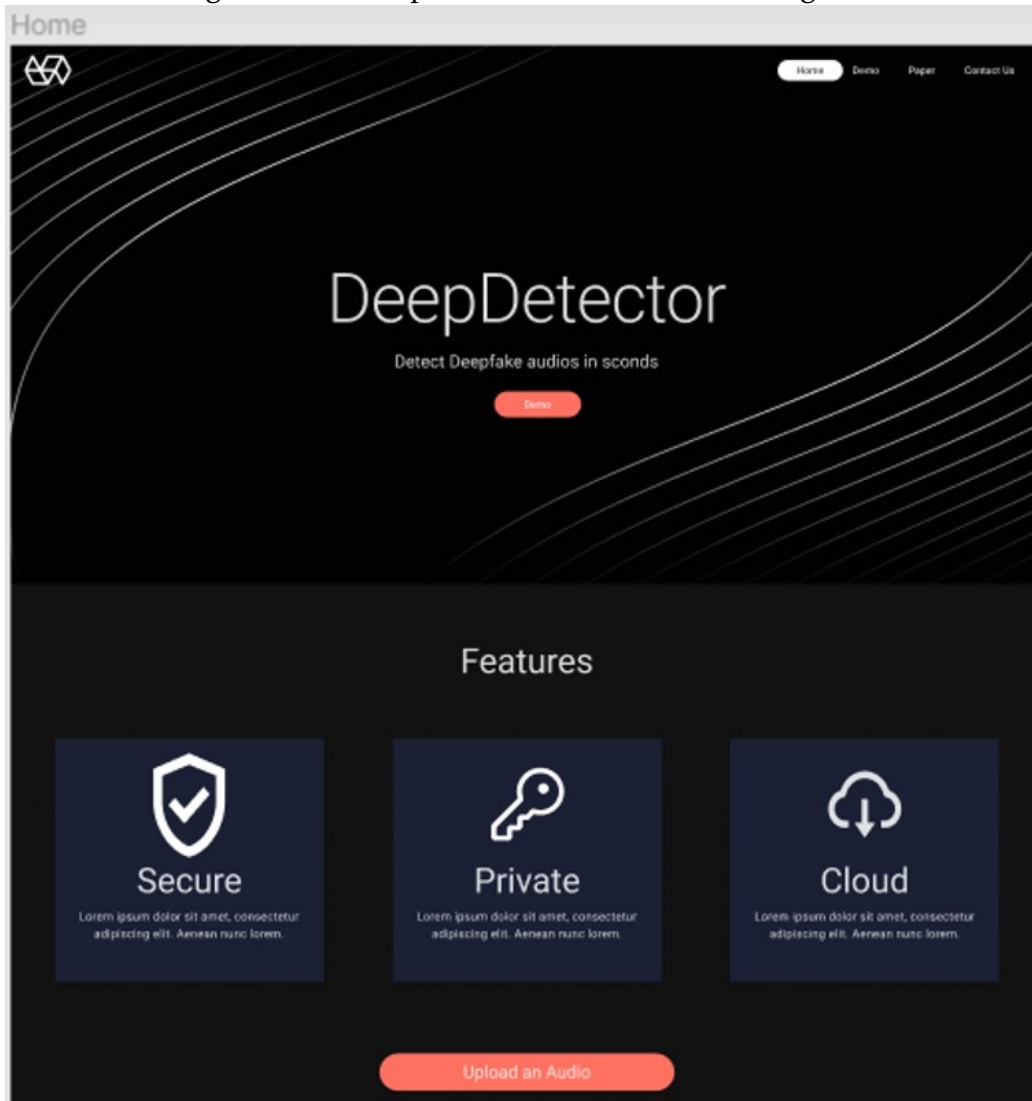 Home
Home Demo Paper Contact Us
DeepDetector
Detect Deepfake audios in sconds
Demo
Features
Secure
Lorem ipsum dolor sit amet, consectetur
adipiscing elit. Aenean nunc lorem.
Private
Lorem ipsum dolor sit amet, consectetur
adipiscing elit. Aenean nunc lorem.
Cloud
Lorem ipsum dolor sit amet, consectetur
adipiscing elit. Aenean nunc lorem.
Upload an Audio